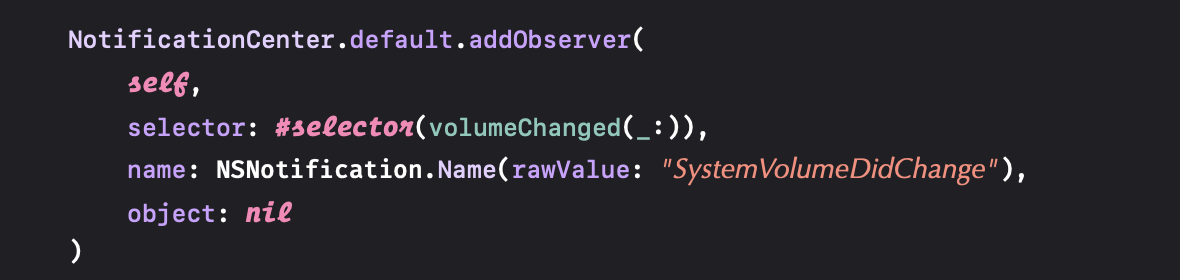 NotificationCenter.default.addObserver(
self,
selector: #selector(volumeChanged(_:)),
name: NSNotification.Name(rawValue: "SystemVolumeDidChange"),
object: nil
)